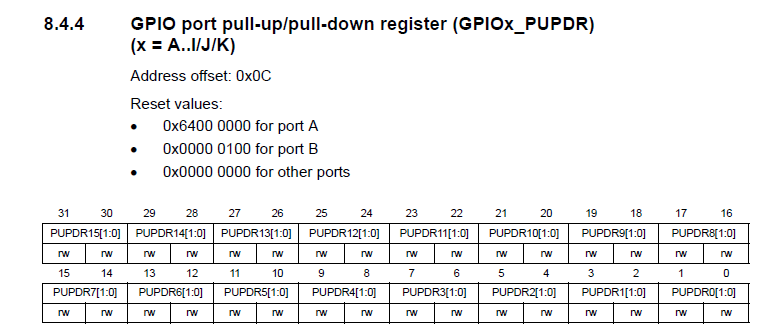 8.4.4 GPIO port pull-up/pull-down register (GPIOx_PUPDR)
(x = A..I/J/K)
Address offset: 0x0C
Reset values:
• 0x6400 0000 for port A
• 0x0000 0100 for port B
• 0x0000 0000 for other ports
31 30 29 28 27 26 25 24 23 22 21 20 19 18 17 16
PUPDR15[1:0] PUPDR14[1:0] PUPDR13[1:0] PUPDR12[1:0] PUPDR11[1:0] PUPDR10[1:0] PUPDR9[1:0] PUPDR8[1:0]
rw rw rw rw rw rw rw rw rw rw rw rw rw rw rw rw
15 14 13 12 11 10 9 8 7 6 5 4 3 2 1 0
PUPDR7[1:0] PUPDR6[1:0] PUPDR5[1:0] PUPDR4[1:0] PUPDR3[1:0] PUPDR2[1:0] PUPDR1[1:0] PUPDR0[1:0]
rw rw rw rw rw rw rw rw rw rw rw rw rw rw rw rw